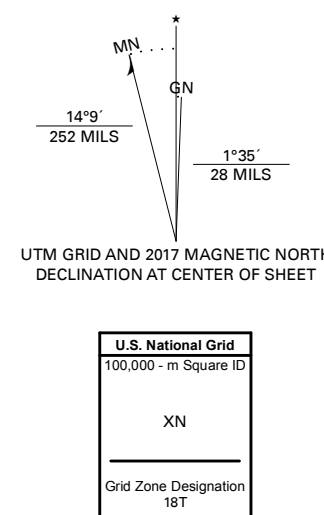 ★
MN
GN
14°9´
252 MILS
1°35´
28 MILS
UTM GRID AND 2017 MAGNETIC NORTH
DECLINATION AT CENTER OF SHEET
U.S. National Grid
100,000 - m Square ID
XN
Grid Zone Designation
18T